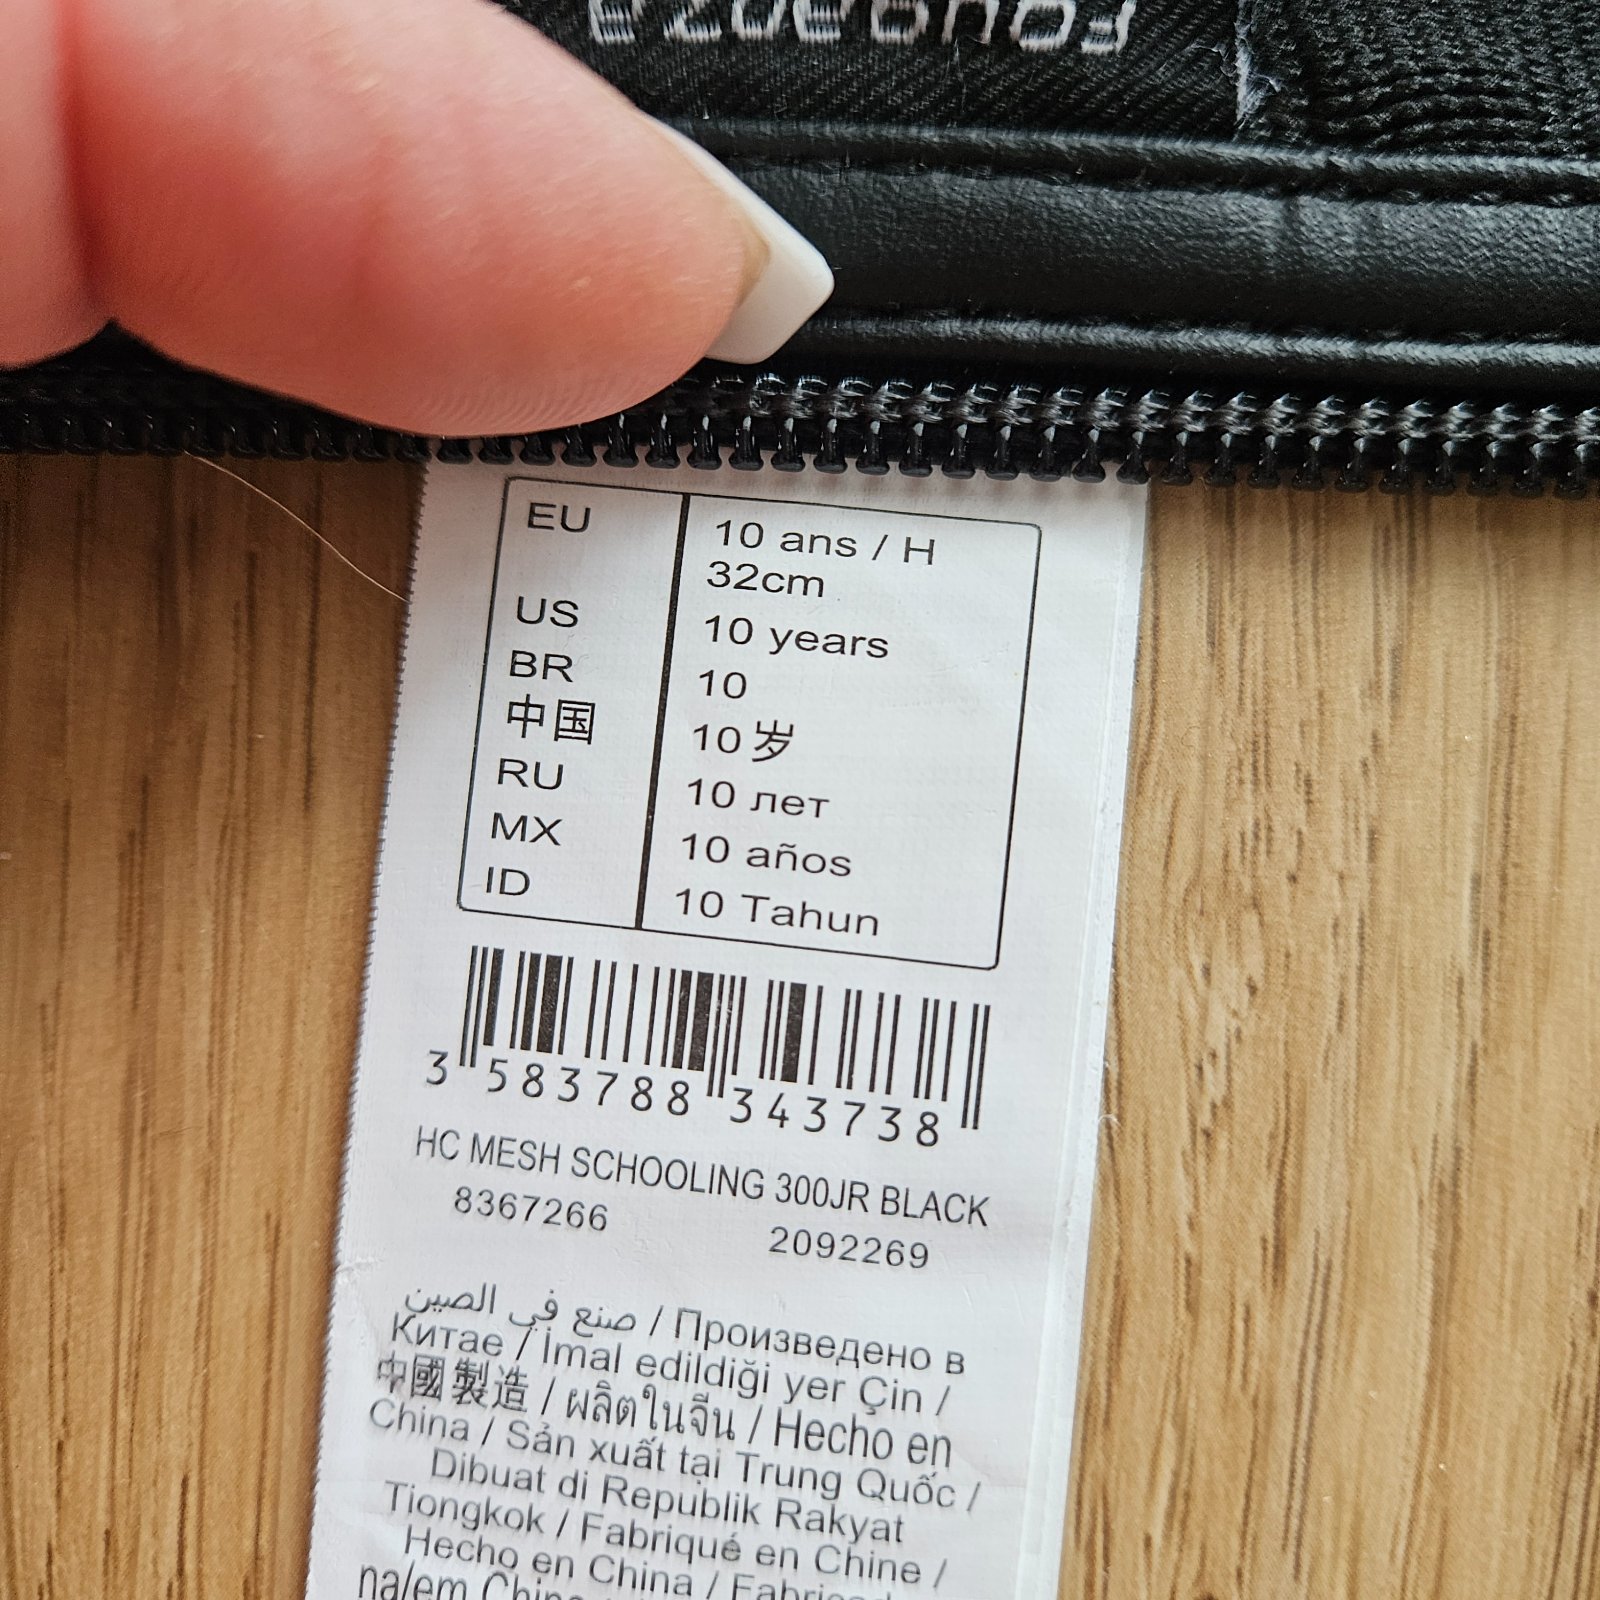 EU 10 ans / H
32cm
US 10 years
BR 10
中国 10 岁
RU 10 лет
MX 10 años
ID 10 Tahun
3 583788 343738
HC MESH SCHOOLING 300JR BLACK
8367266 2092269
صنع في الصين / Произведено в
Китае / İmal edildiği yer Çin /
中國製造 / ผลิตในจีน / Hecho en
China / Sản xuất tại Trung Quốc /
Dibuat di Republik Rakyat
Tiongkok / Fabriqué en Chine /
Hecho en China /
na/em China